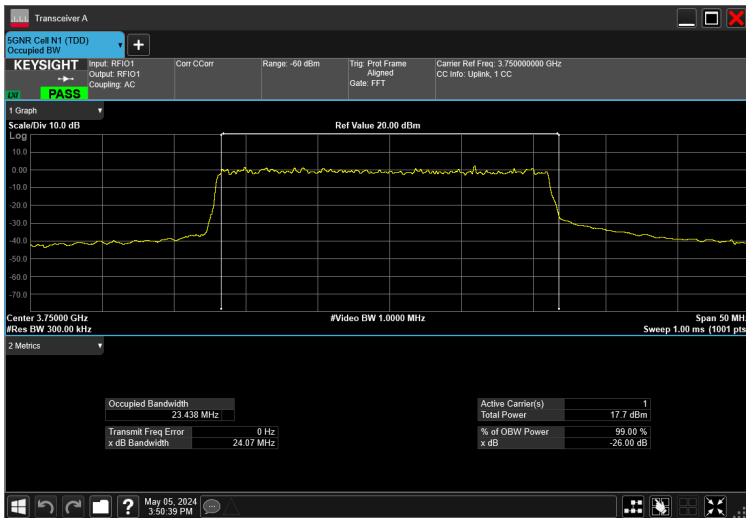 Transceiver A
5GNR Cell N1 (TDD)
Occupied BW
KEYSIGHT
LXI
PASS
Input: RFIO1
Output: RFIO1
Coupling: AC
Corr CCorr
Range: -60 dBm
Trig: Prot Frame
Aligned
Gate: FFT
Carrier Ref Freq: 3.750000000 GHz
CC Info: Uplink, 1 CC
1 Graph
Scale/Div 10.0 dB
Ref Value 20.00 dBm
Log
10.0
0.00
-10.0
-20.0
-30.0
-40.0
-50.0
-60.0
-70.0
Center 3.75000 GHz
#Video BW 1.0000 MHz
Span 50 MH
#Res BW 300.00 kHz
Sweep 1.00 ms (1001 pts
2 Metrics
Occupied Bandwidth
23.438 MHz
Transmit Freq Error 0 Hz
x dB Bandwidth 24.07 MHz
Active Carrier(s) 1
Total Power 17.7 dBm
% of OBW Power 99.00 %
x dB -26.00 dB
?
May 05, 2024
3:50:39 PM